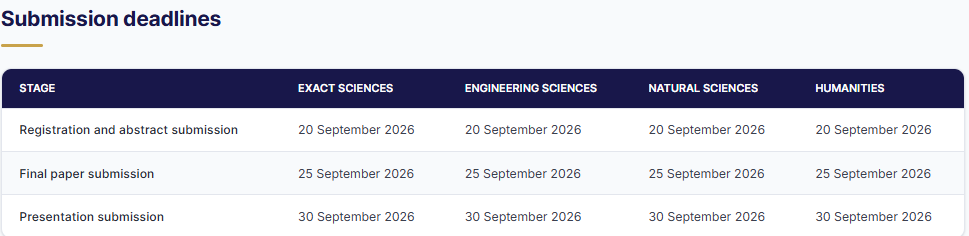 Submission deadlines
STAGE EXACT SCIENCES ENGINEERING SCIENCES NATURAL SCIENCES HUMANITIES
Registration and abstract submission 20 September 2026 20 September 2026 20 September 2026 20 September 2026
Final paper submission 25 September 2026 25 September 2026 25 September 2026 25 September 2026
Presentation submission 30 September 2026 30 September 2026 30 September 2026 30 September 2026